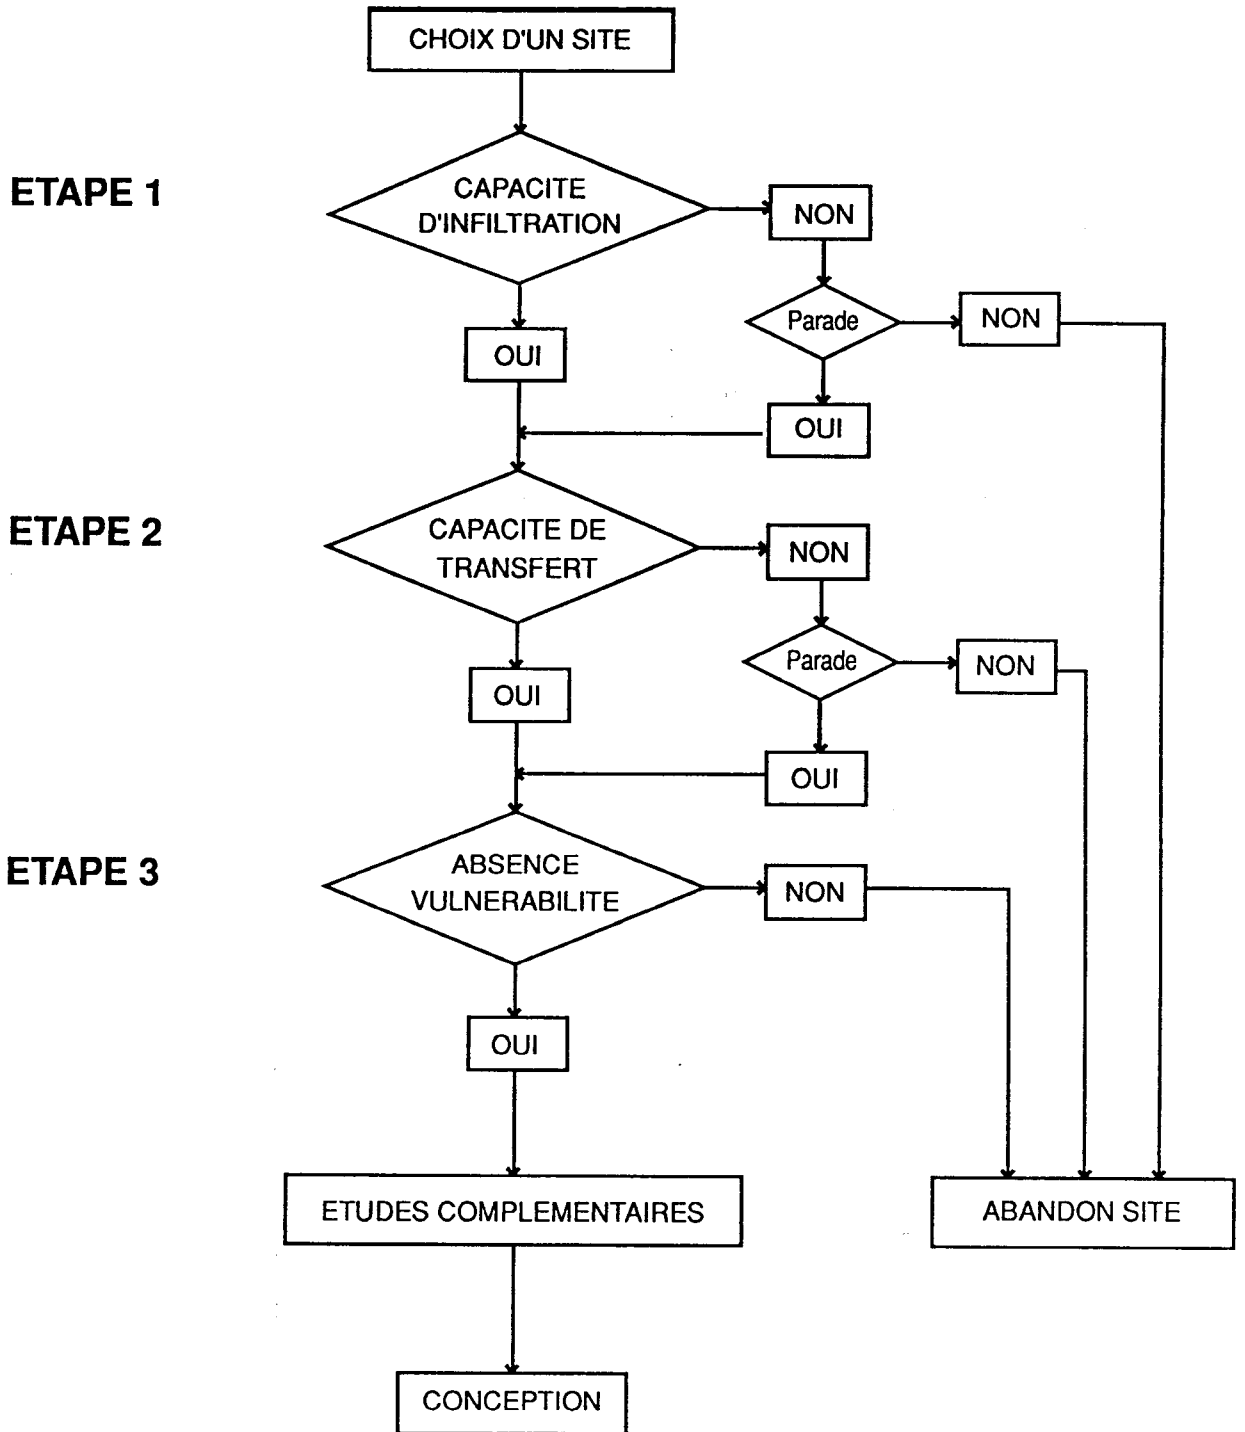 CHOIX D'UN SITE
ETAPE 1
CAPACITE
D'INFILTRATION
NON
Parade
NON
OUI
OUI
ETAPE 2
CAPACITE DE
TRANSFERT
NON
Parade
NON
OUI
OUI
ETAPE 3
ABSENCE
VULNERABILITE
NON
OUI
ETUDES COMPLEMENTAIRES
ABANDON SITE
CONCEPTION